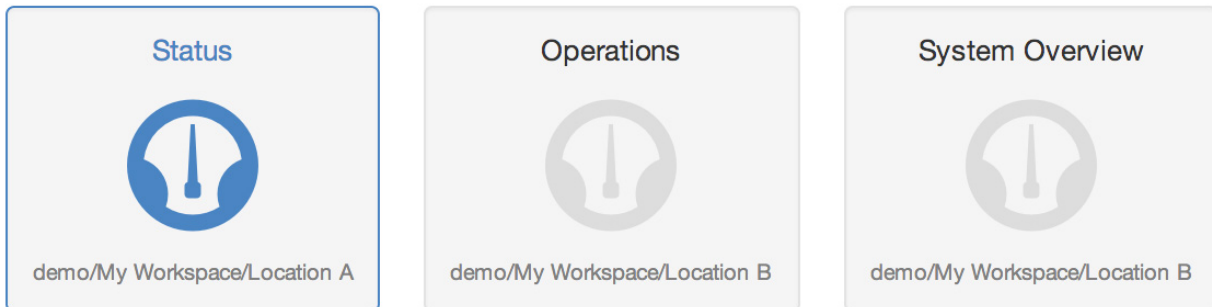 Status
demo/My Workspace/Location A
Operations
demo/My Workspace/Location B
System Overview
demo/My Workspace/Location B